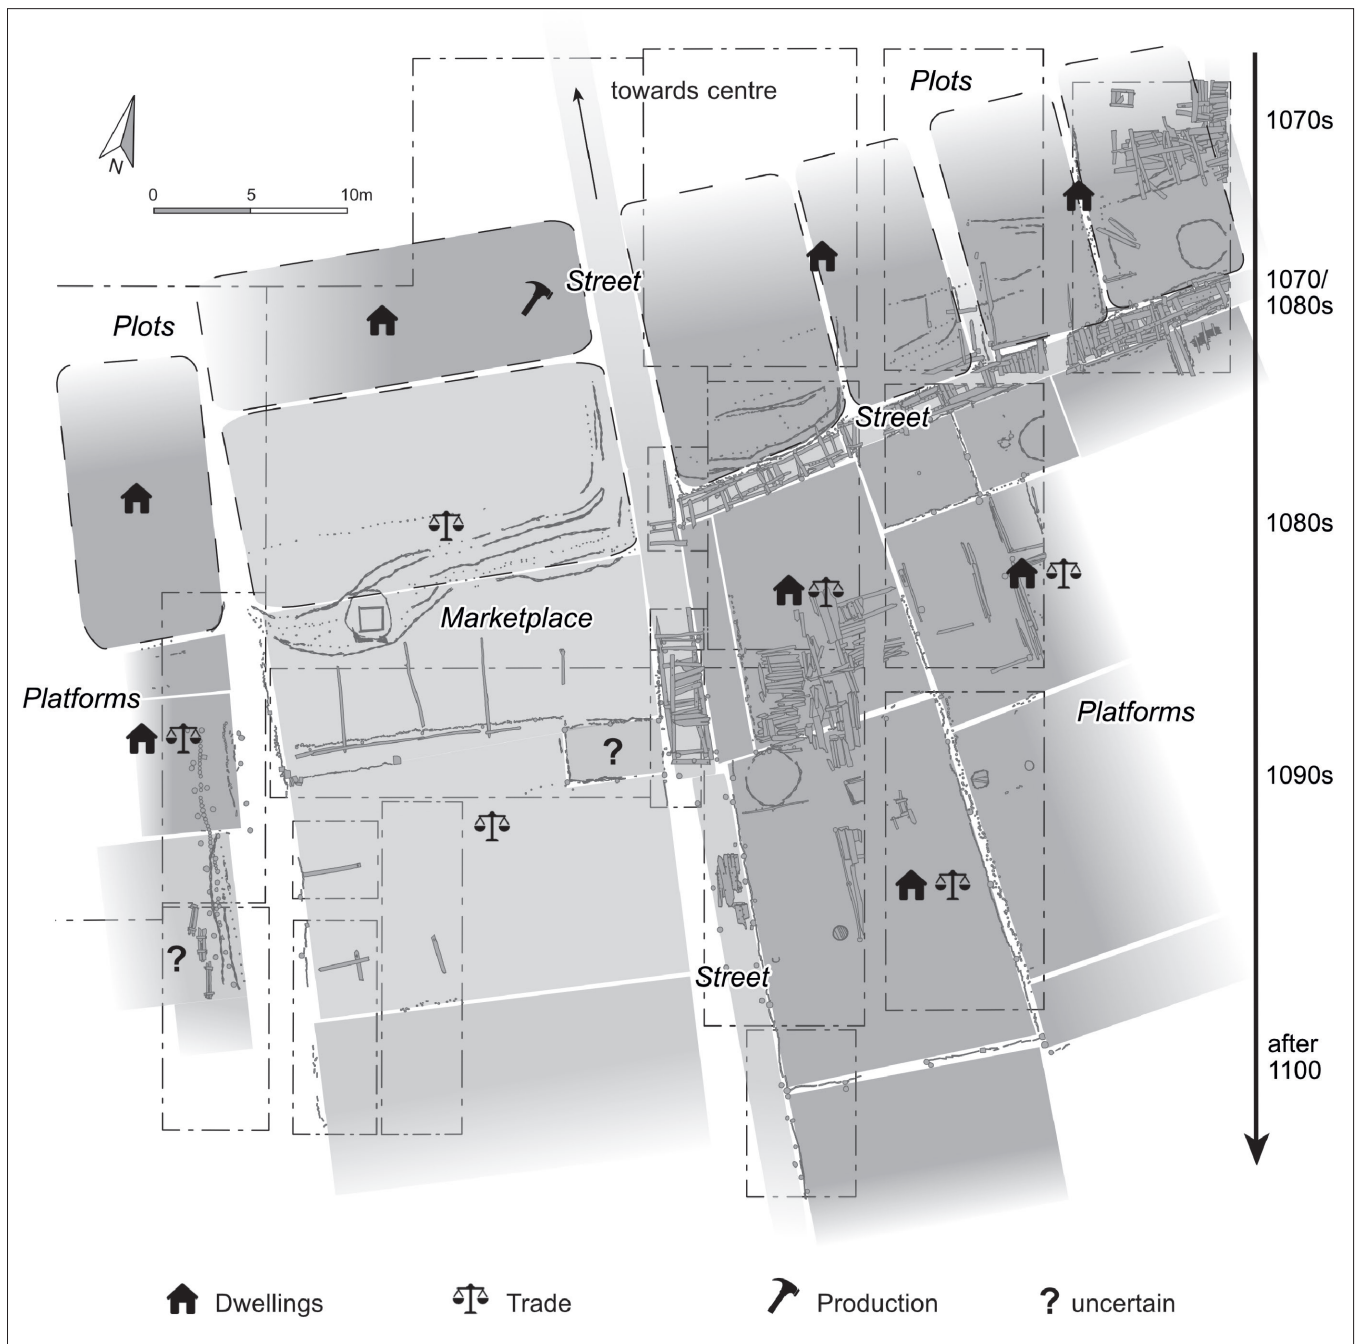 Plots
towards centre
1070s
N
0 5 10m
Street
1070/
1080s
Plots
Street
1080s
Marketplace
Platforms
Platforms
?
1090s
?
Street
after
1100
Dwellings
Trade
Production
? uncertain